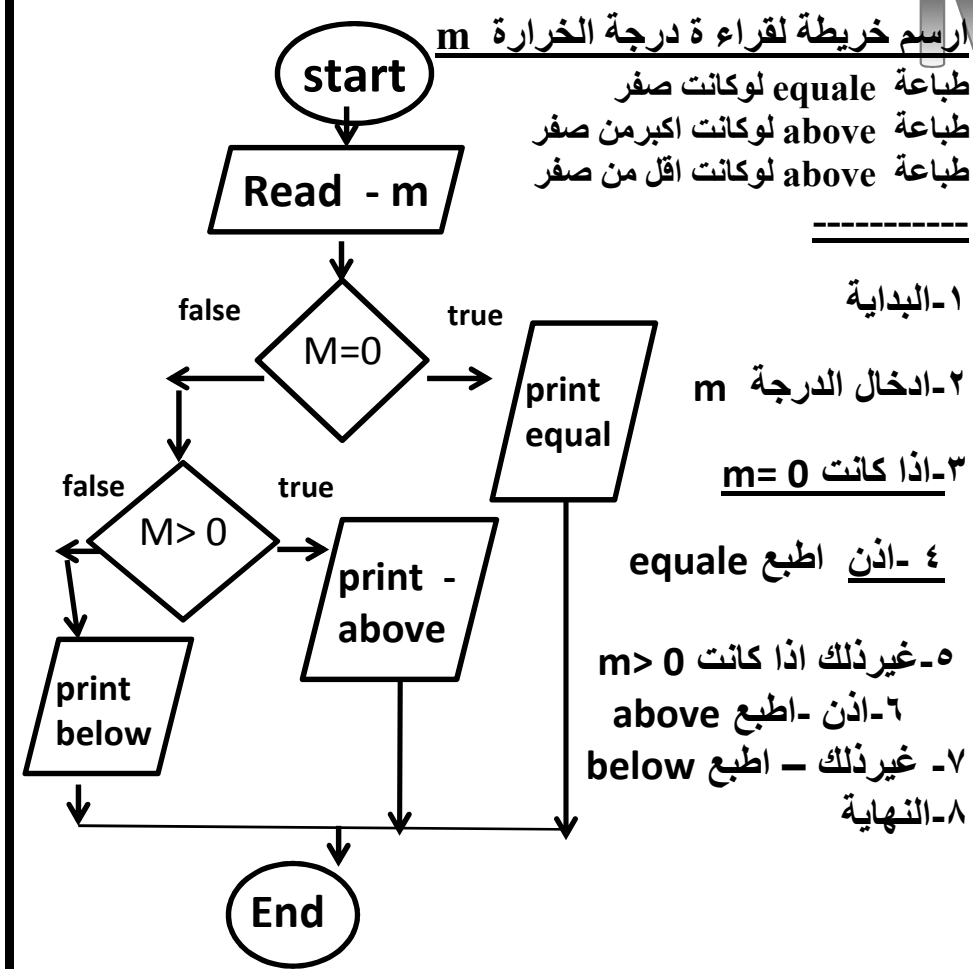 ارسم خريطة لقراء ة درجة الخرارة m
طباعة equale لوكانت صفر
طباعة above لوكانت اكبرمن صفر
طباعة above لوكانت اقل من صفر
-----------
١-البداية
٢-ادخال الدرجة m
٣-اذا كانت m= 0
٤ -اذن اطبع equale
٥-غيرذلك اذا كانت m> 0
٦-اذن -اطبع above
٧- غيرذلك – اطبع below
٨-النهاية
start
Read - m
false
true
M=0
print
equal
false
true
M> 0
print -
above
print
below
End